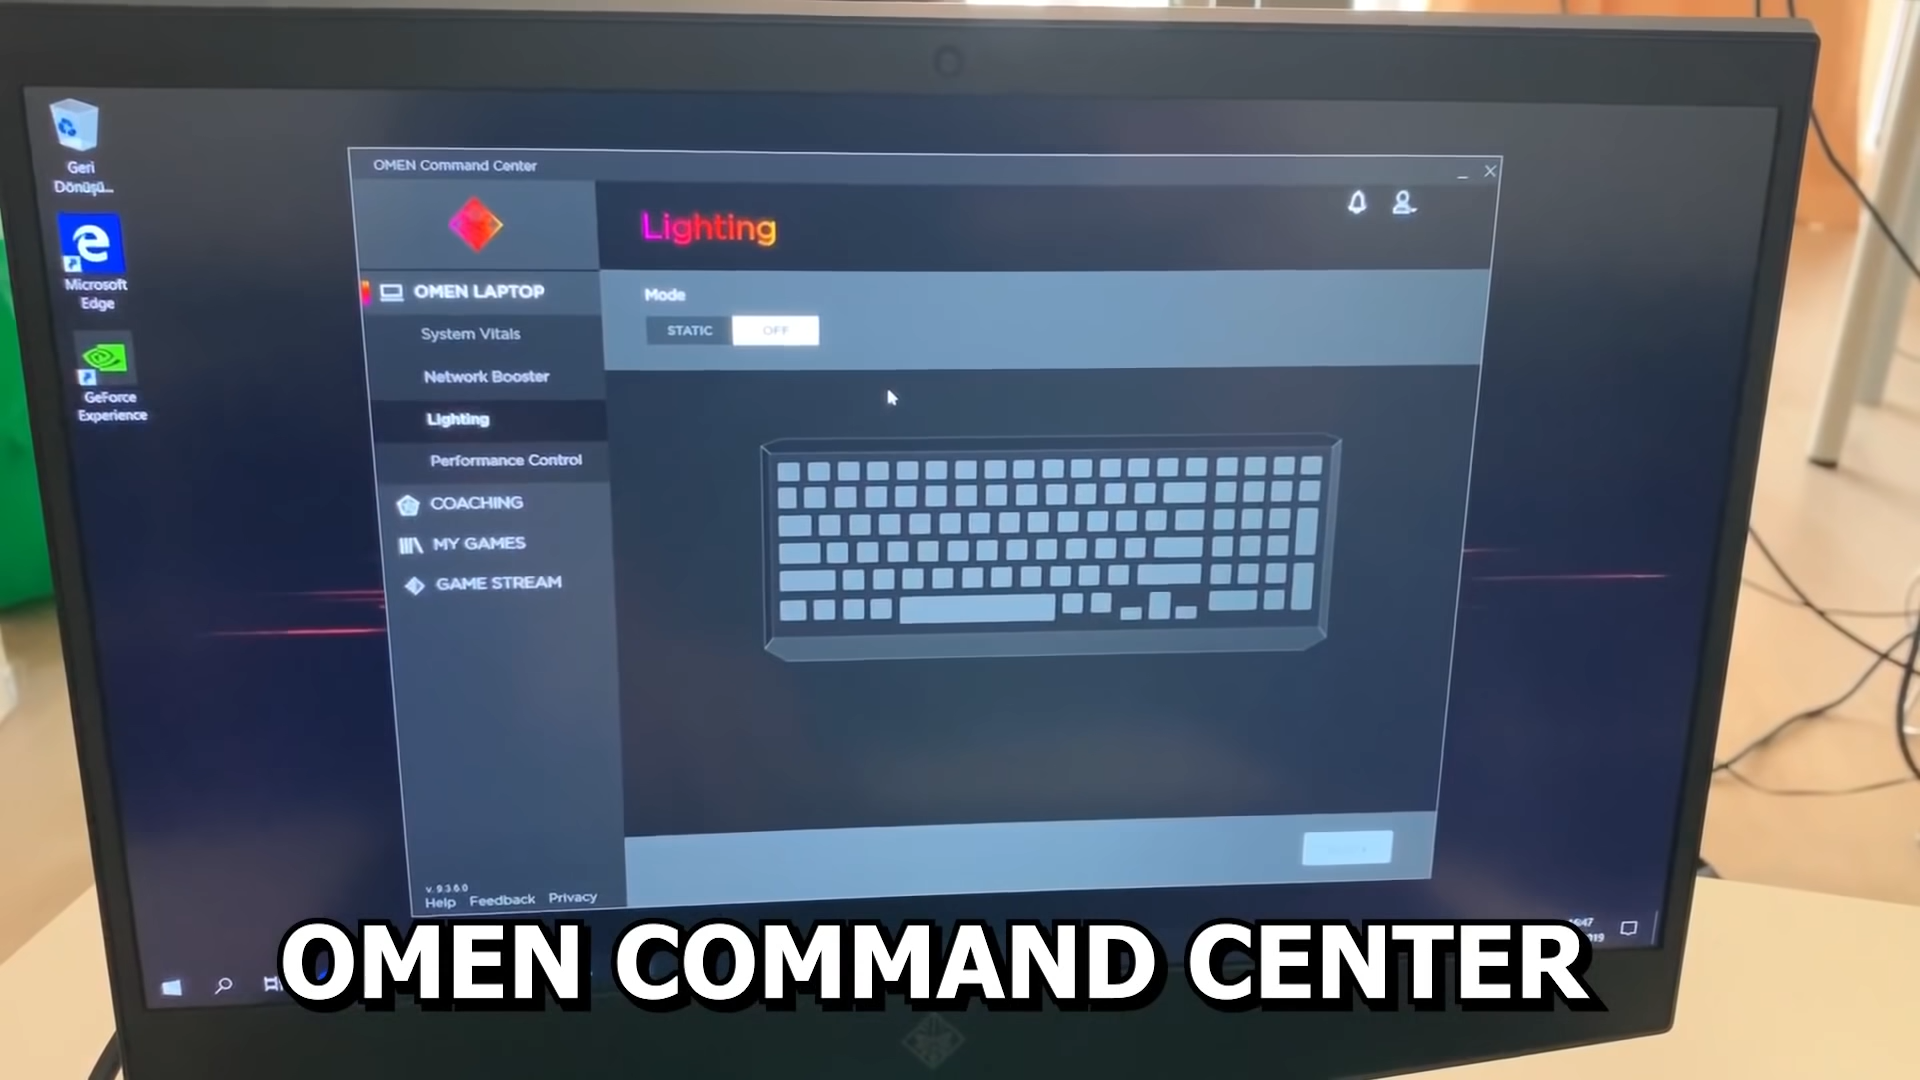 Geri
Dönüşü...
Microsoft
Edge
GeForce
Experience
OMEN Command Center
Lighting
OMEN LAPTOP
System Vitals
Network Booster
Lighting
Performance Control
COACHING
MY GAMES
GAME STREAM
Mode
STATIC
OFF
v. 9.3.6.0
Help Feedback Privacy
OMEN COMMAND CENTER